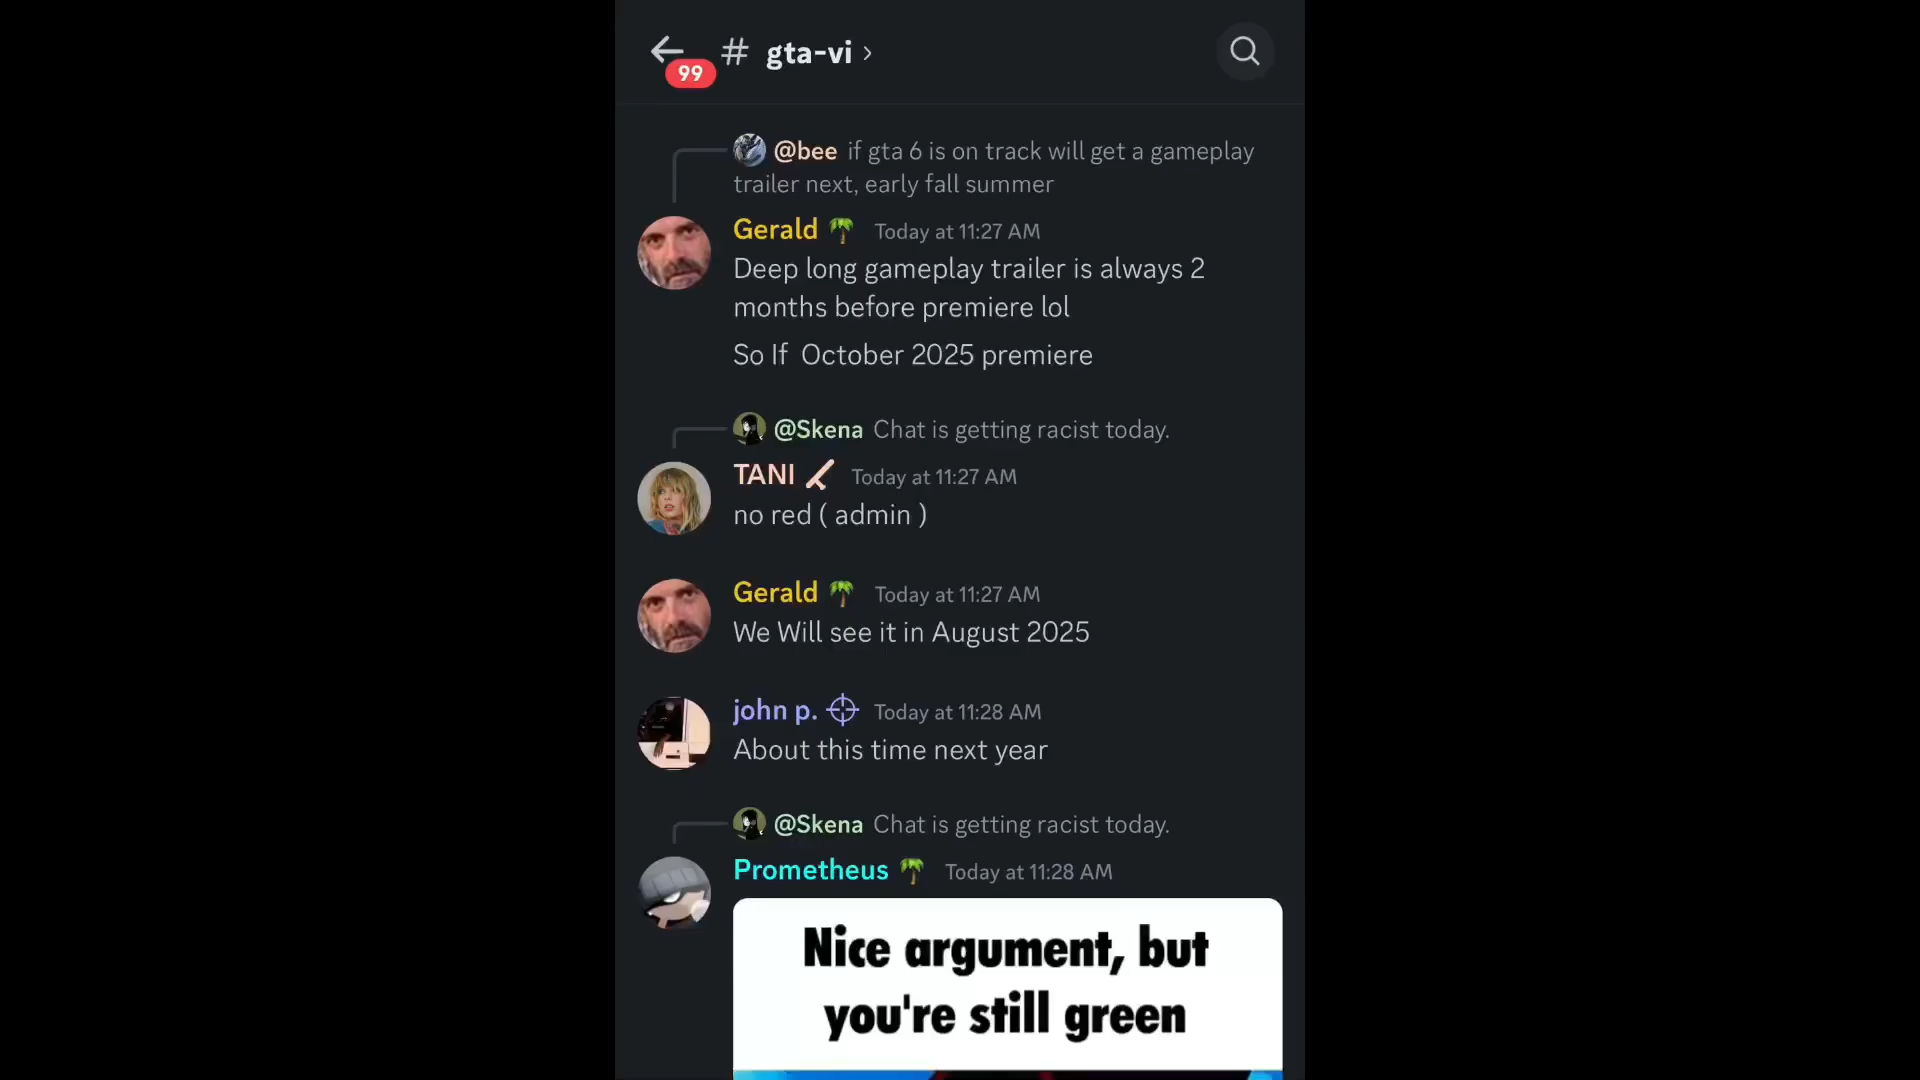 99
# gta-vi ›
@bee if gta 6 is on track will get a gameplay
trailer next, early fall summer
Gerald 🌴 Today at 11:27 AM
Deep long gameplay trailer is always 2
months before premiere lol
So If October 2025 premiere
@Skena Chat is getting racist today.
TANI Today at 11:27 AM
no red ( admin )
Gerald 🌴 Today at 11:27 AM
We Will see it in August 2025
john p. Today at 11:28 AM
About this time next year
@Skena Chat is getting racist today.
Prometheus 🌴 Today at 11:28 AM
Nice argument, but
you're still green